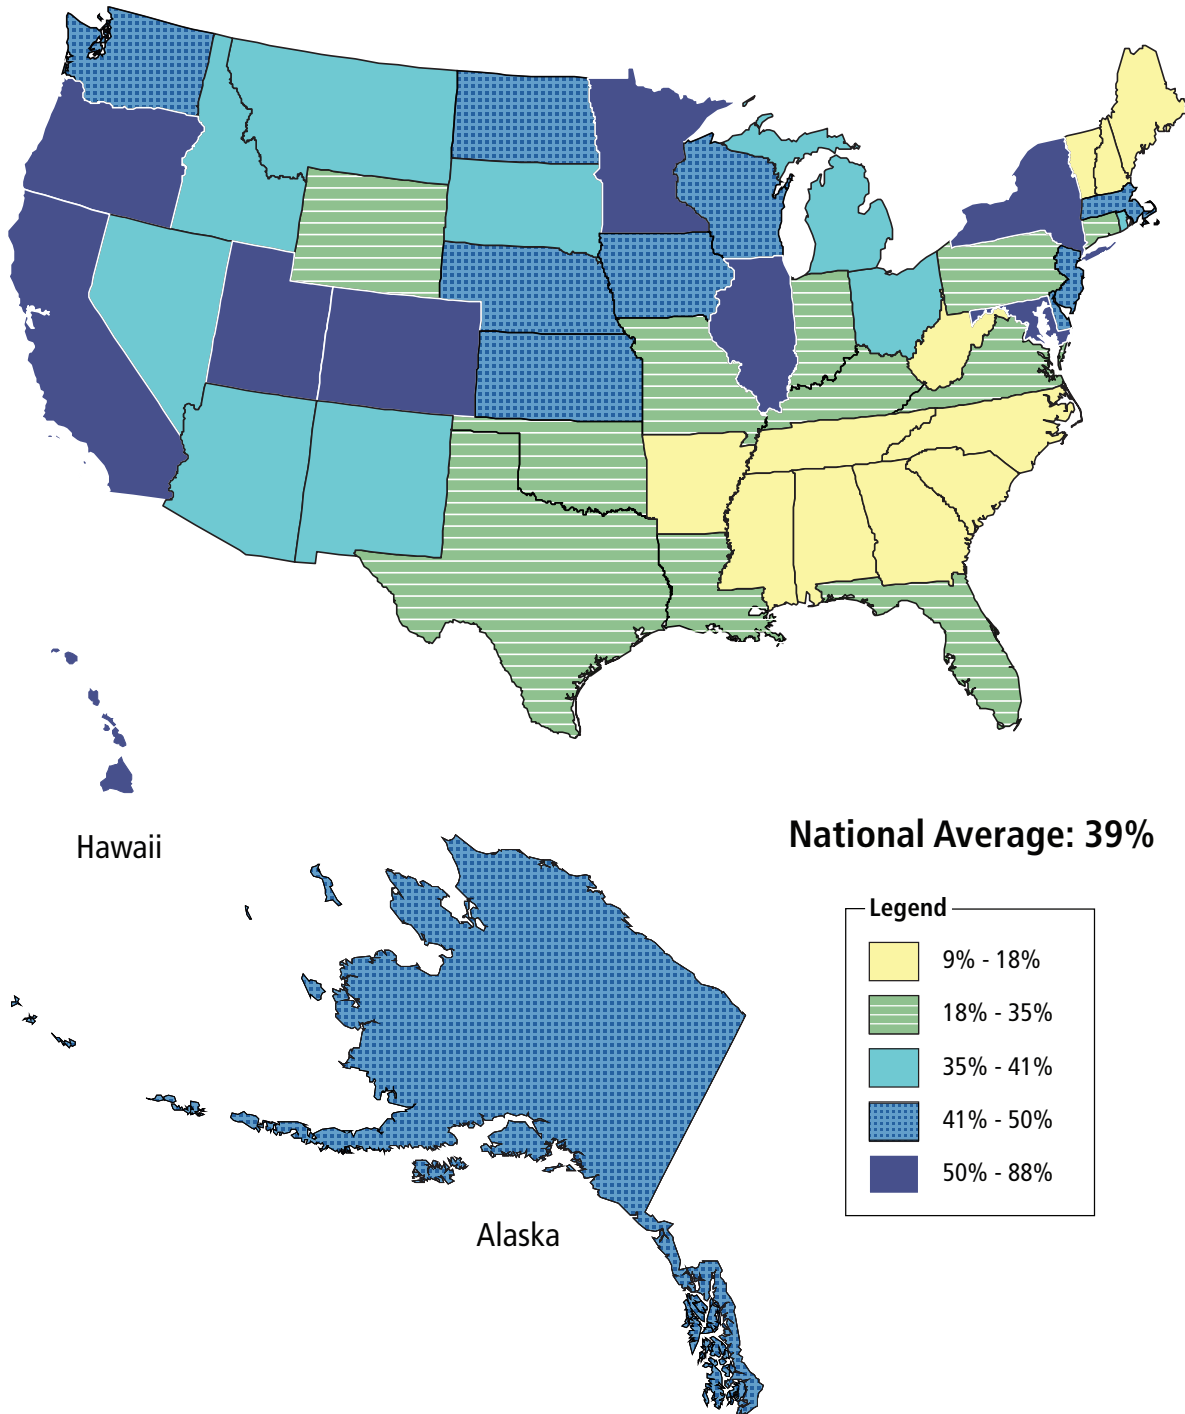 Hawaii
National Average: 39%
Legend
9% - 18%
18% - 35%
35% - 41%
41% - 50%
50% - 88%
Alaska